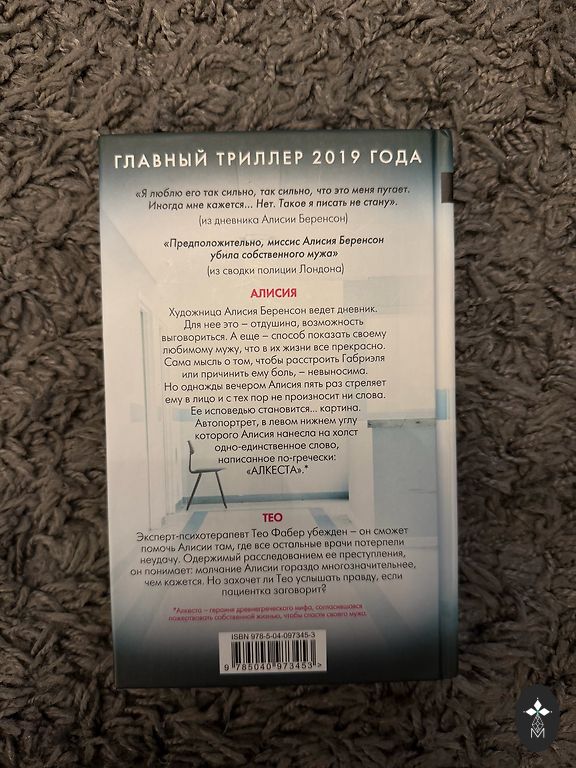 ГЛАВНЫЙ ТРИЛЛЕР 2019 ГОДА
«Я люблю его так сильно, так сильно, что это меня пугает.
Иногда мне кажется... Нет. Такое я писать не стану».
(из дневника Алисии Беренсон)
«Предположительно, миссис Алисия Беренсон
убила собственного мужа»
(из сводки полиции Лондона)
АЛИСИЯ
Художница Алисия Беренсон ведет дневник.
Для нее это – отдушина, возможность
выговориться. А еще – способ показать своему
любимому мужу, что в их жизни все прекрасно.
Сама мысль о том, чтобы расстроить Габриэля
или причинить ему боль, – невыносима.
Но однажды вечером Алисия пять раз стреляет
ему в лицо и с тех пор не произносит ни слова.
Ее исповедью становится... картина.
Автопортрет, в левом нижнем углу
которого Алисия нанесла на холст
одно-единственное слово,
написанное по-гречески:
«АЛКЕСТА».*
ТЕО
Эксперт-психотерапевт Тео Фабер убежден – он сможет
помочь Алисии там, где все остальные врачи потерпели
неудачу. Одержимый расследованием ее преступления,
он понимает: молчание Алисии гораздо многозначительнее,
чем кажется. Но захочет ли Тео услышать правду, если
пациентка заговорит?
*Алкеста – героиня древнегреческого мифа, согласившаяся
пожертвовать собственной жизнью, чтобы спасти своего мужа.
ISBN 978-5-04-097345-3
9 785040 973453 >
М